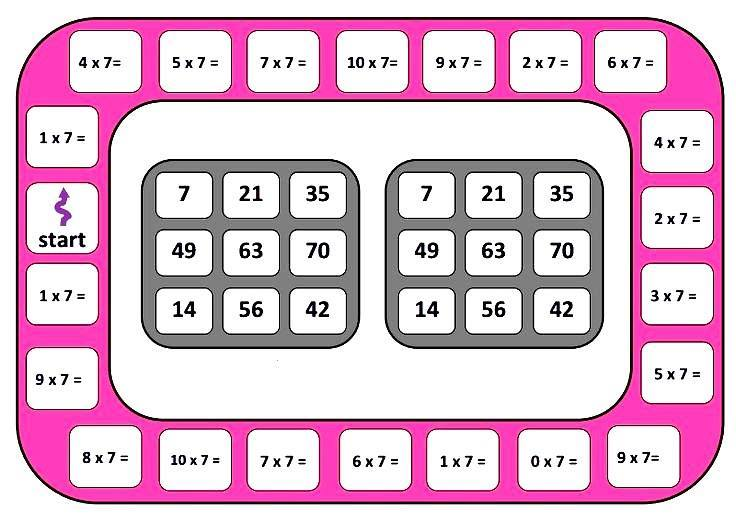 4 x 7=
5 x 7 =
7 x 7 =
10 x 7=
9 x 7 =
2 x 7 =
6 x 7 =
1 x 7 =
4 x 7 =
start
2 x 7 =
1 x 7 =
3 x 7 =
9 x 7 =
5 x 7 =
8 x 7 =
10 x 7 =
7 x 7 =
6 x 7 =
1 x 7 =
0 x 7 =
9 x 7=
7 21 35
49 63 70
14 56 42
7 21 35
49 63 70
14 56 42